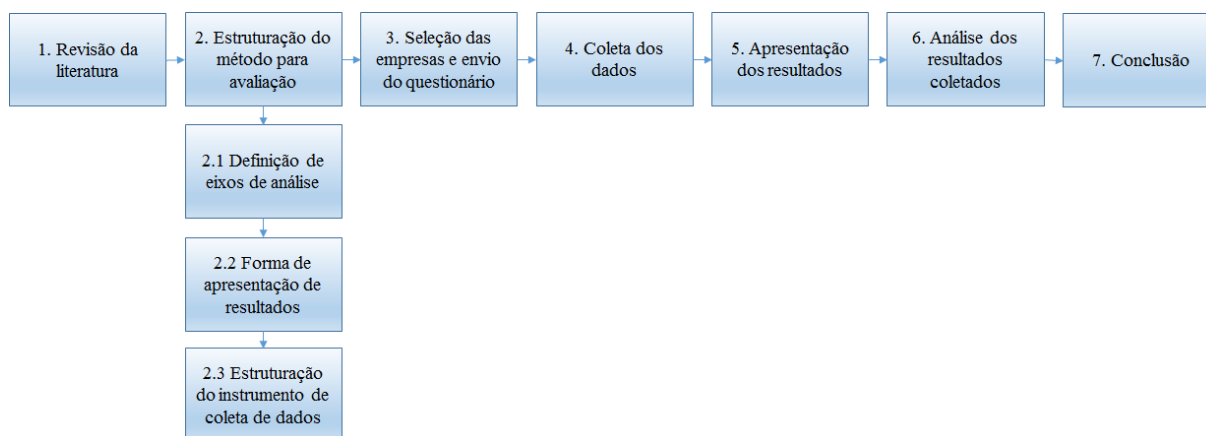 1. Revisão da
literatura
2. Estruturação do
método para
avaliação
3. Seleção das
empresas e envio
do questionário
4. Coleta dos
dados
5. Apresentação
dos resultados
6. Análise dos
resultados
coletados
7. Conclusão
2.1 Definição de
eixos de análise
2.2 Forma de
apresentação de
resultados
2.3 Estruturação
do instrumento de
coleta de dados